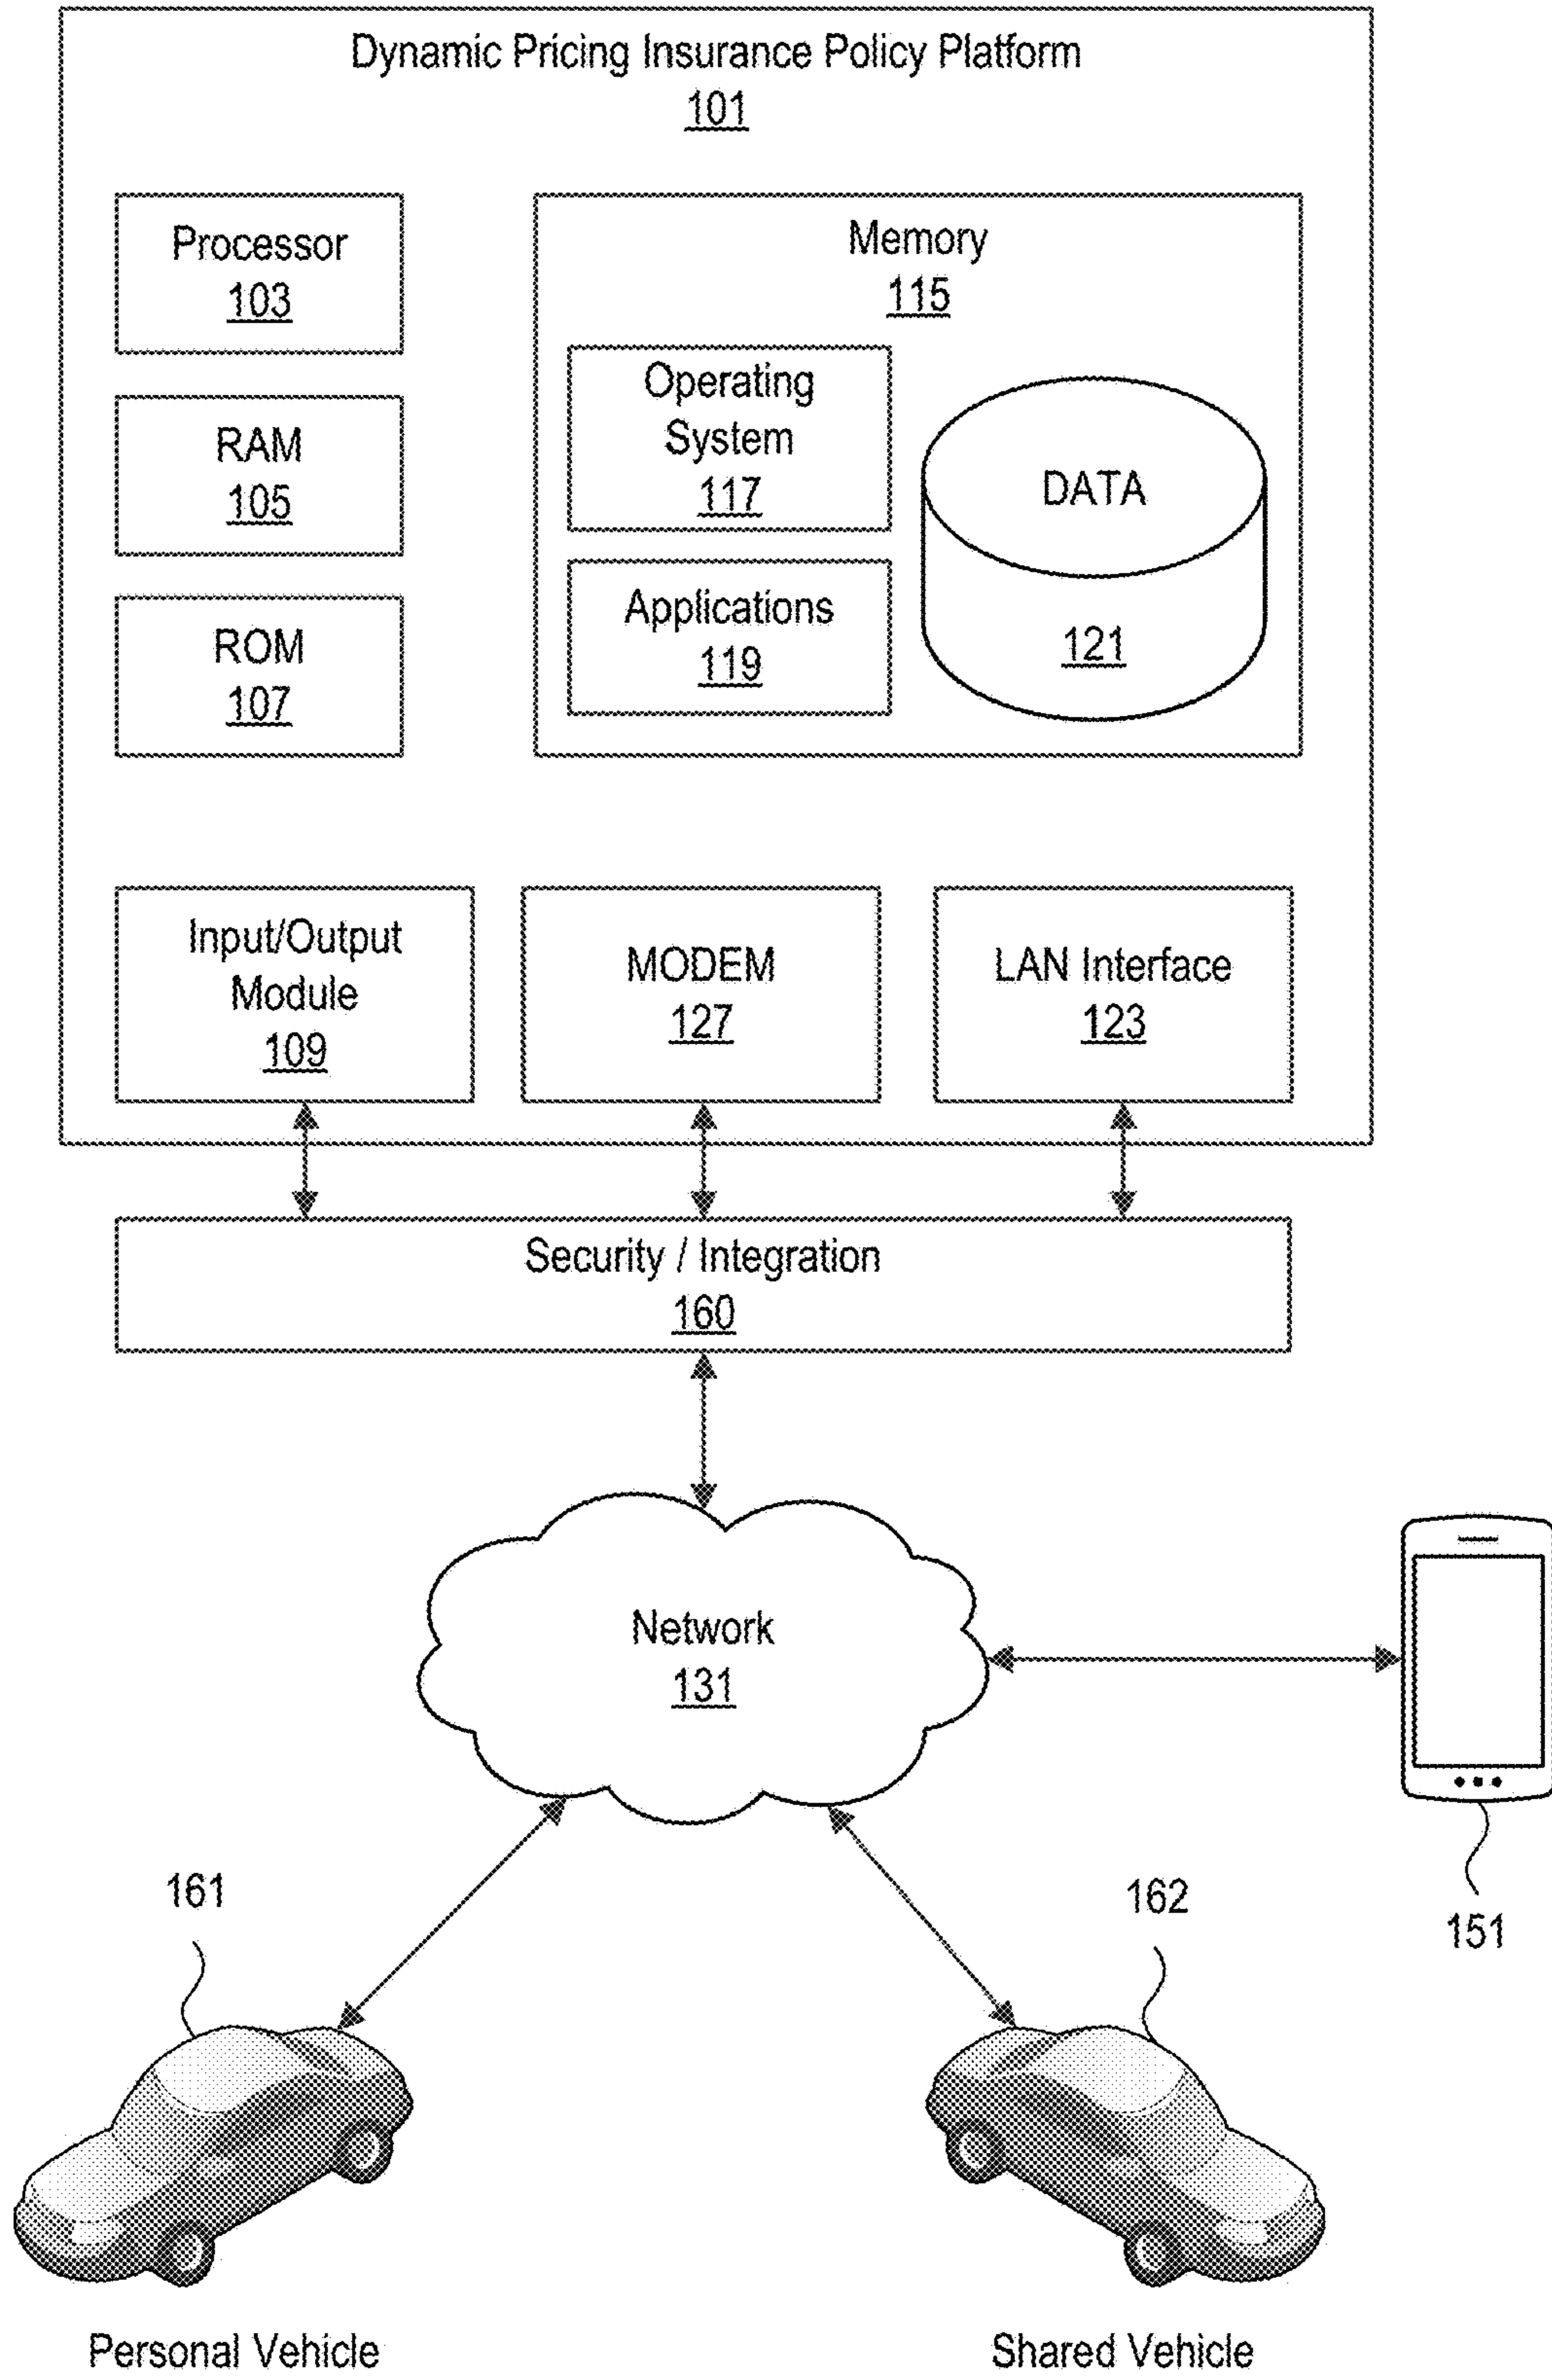 Dynamic Pricing Insurance Policy Platform
101
Processor
103
RAM
105
ROM
107
Memory
115
Operating
System
117
Applications
119
DATA
121
Input/Output
Module
109
MODEM
127
LAN Interface
123
Security / Integration
160
Network
131
151
161
162
Personal Vehicle
Shared Vehicle